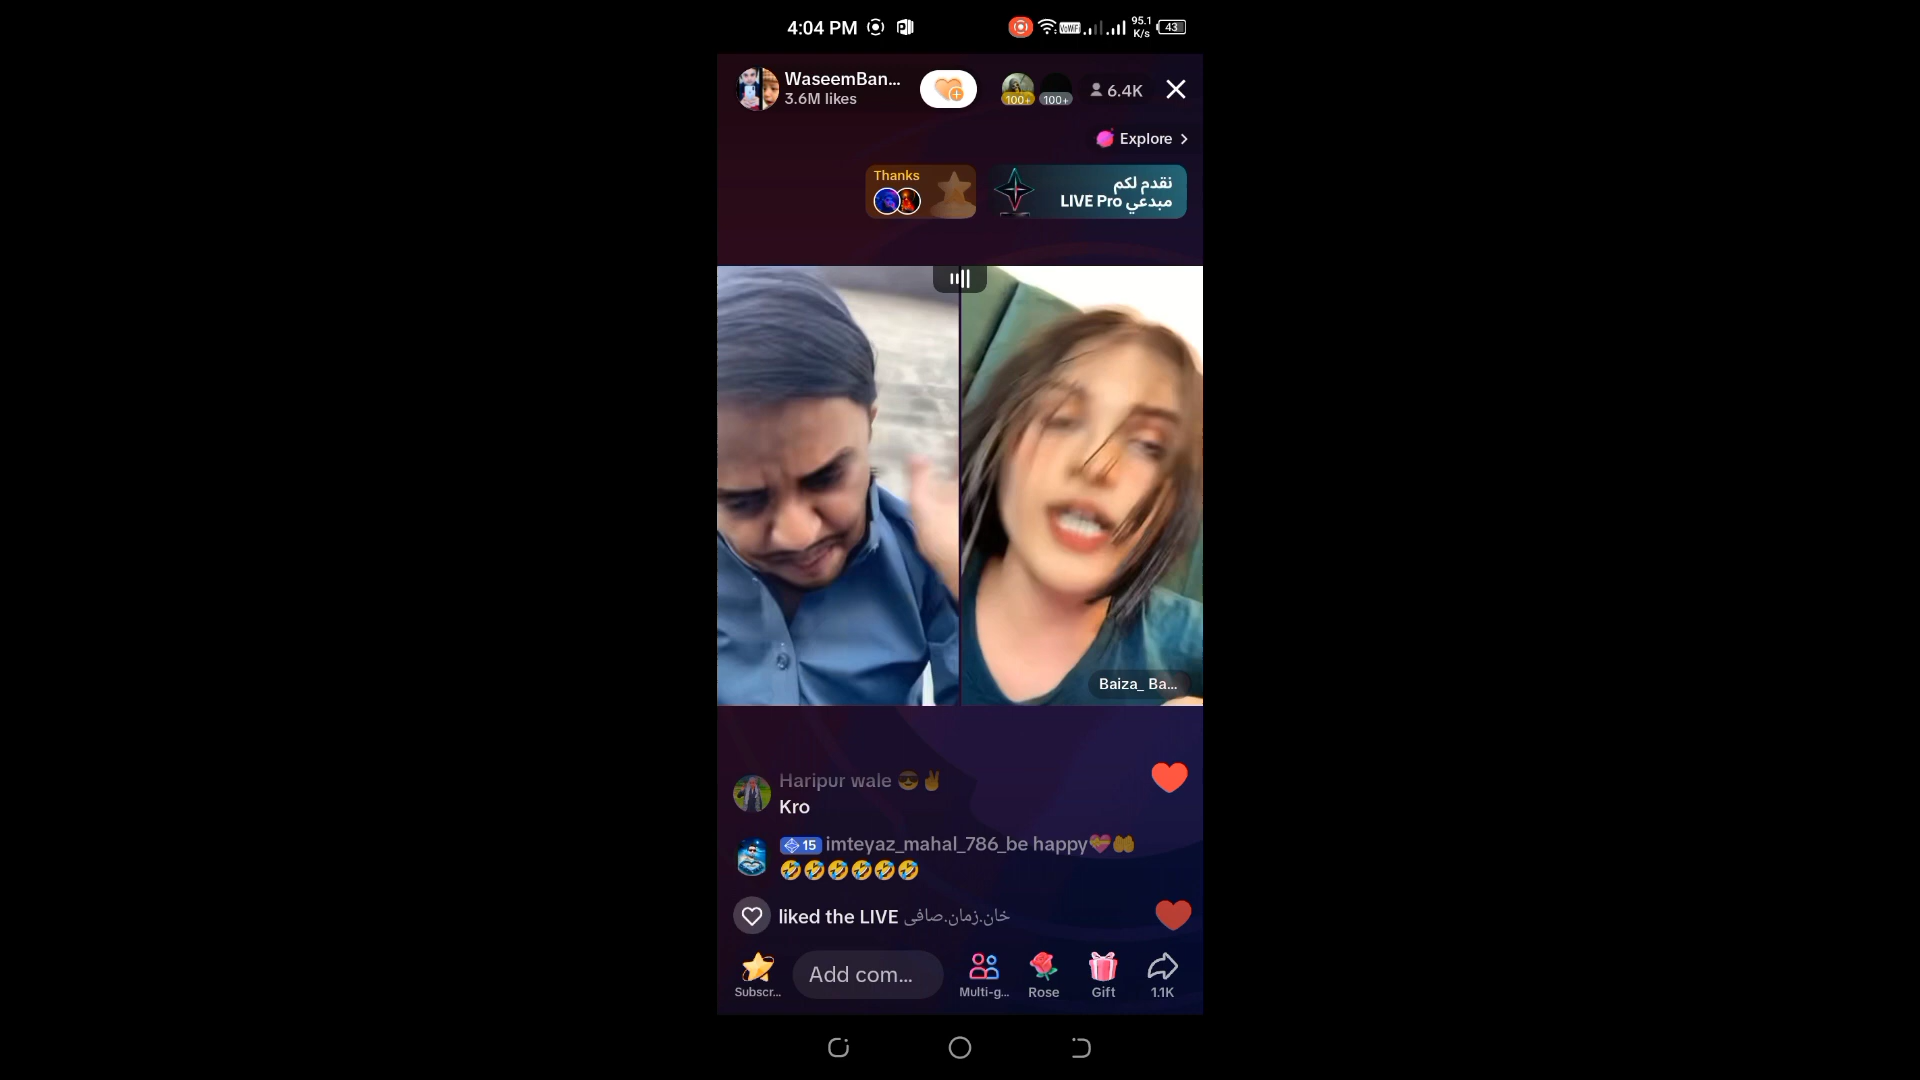 4:04 PM
VoWiFi
95.1
K/s
43
WaseemBan...
3.6M likes
100+
100+
6.4K
Explore
Thanks
نقدم لكم
مبدعي LIVE Pro
Baiza_ Ba...
Haripur wale 😎✌
Kro
15 imteyaz_mahal_786_be happy💝🤲
🤣🤣🤣🤣🤣🤣
liked the LIVE خان.زمان.صافی
Subscr...
Add com...
Multi-g...
Rose
Gift
1.1K